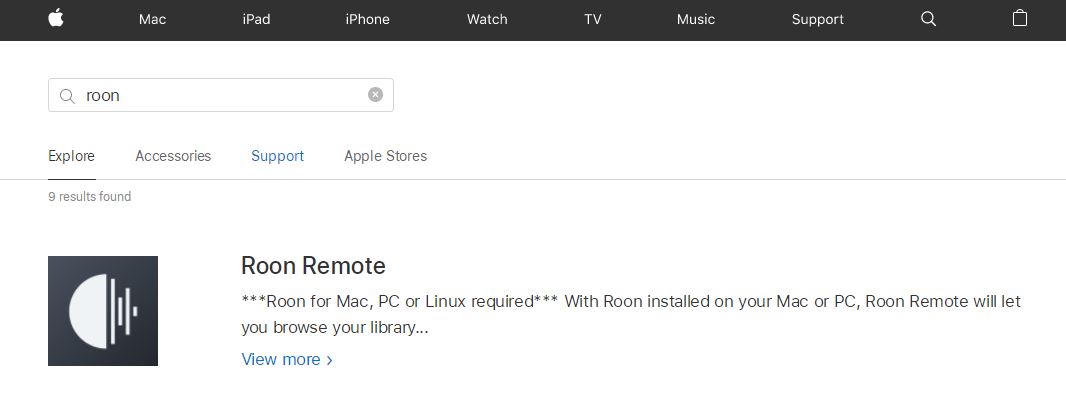 Mac iPad iPhone Watch TV Music Support
roon
Explore Accessories Support Apple Stores
9 results found
Roon Remote
***Roon for Mac, PC or Linux required*** With Roon installed on your Mac or PC, Roon Remote will let
you browse your library...
View more ›